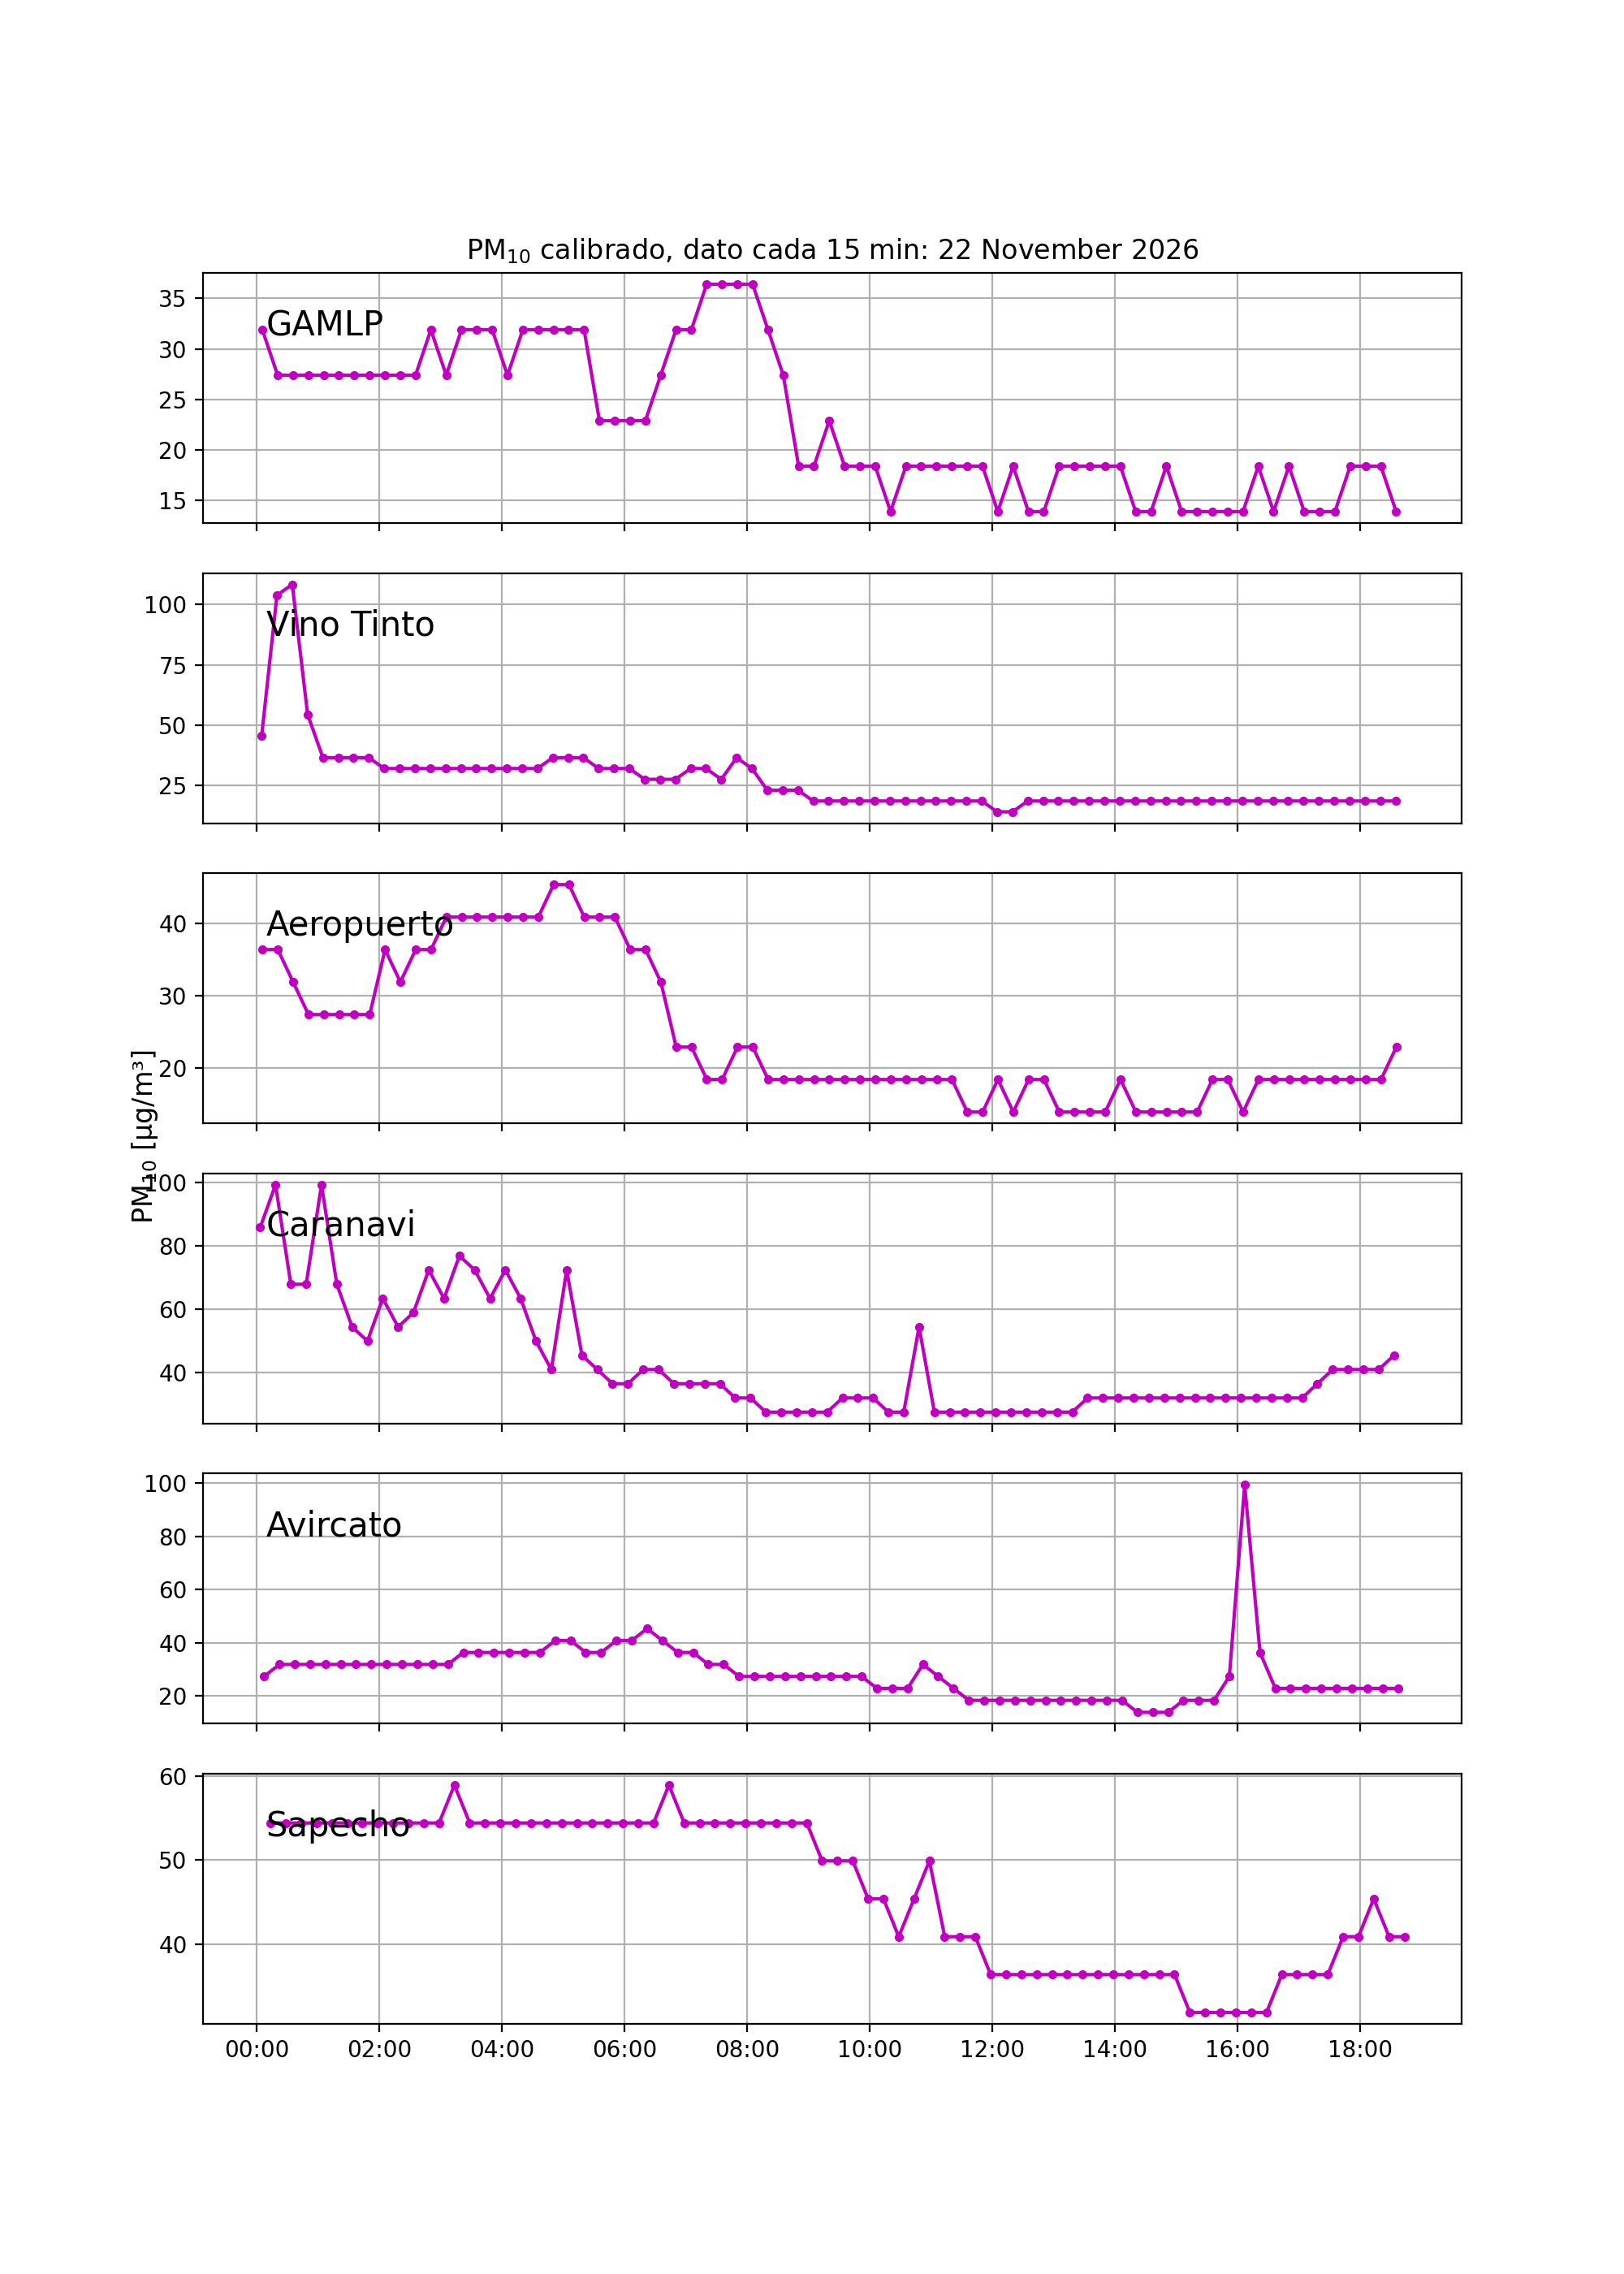 PM₁₀ calibrado, dato cada 15 min: 22 November 2026
35
30
25
20
15
GAMLP
100
75
50
25
Vino Tinto
40
30
20
Aeropuerto
PM₁₀ [µg/m³]
100
80
60
40
Caranavi
100
80
60
40
20
Avircato
60
50
40
Sapecho
00:00 02:00 04:00 06:00 08:00 10:00 12:00 14:00 16:00 18:00